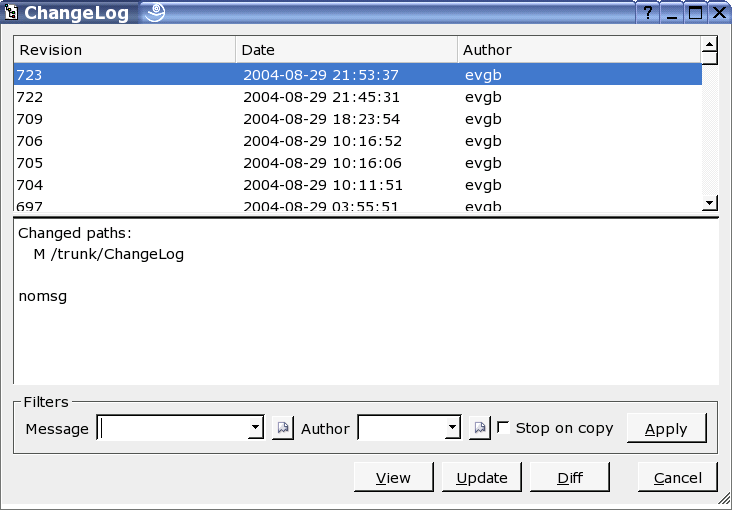 ChangeLog ?
Revision Date Author
723 2004-08-29 21:53:37 evgb
722 2004-08-29 21:45:31 evgb
709 2004-08-29 18:23:54 evgb
706 2004-08-29 10:16:52 evgb
705 2004-08-29 10:16:06 evgb
704 2004-08-29 10:11:51 evgb
697 2004-08-29 03:55:51 evgb
Changed paths:
M /trunk/ChangeLog
nomsg
Filters
Message Author Stop on copy Apply
View Update Diff Cancel